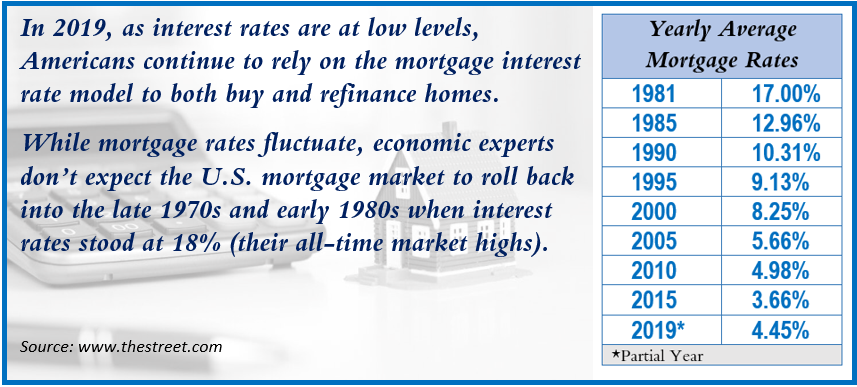 In 2019, as interest rates are at low levels,
Americans continue to rely on the mortgage interest
rate model to both buy and refinance homes.
While mortgage rates fluctuate, economic experts
don't expect the U.S. mortgage market to roll back
into the late 1970s and early 1980s when interest
rates stood at 18% (their all-time market highs).
Source: www.thestreet.com
Yearly Average
Mortgage Rates
1981 17.00%
1985 12.96%
1990 10.31%
1995 9.13%
2000 8.25%
2005 5.66%
2010 4.98%
2015 3.66%
2019* 4.45%
*Partial Year